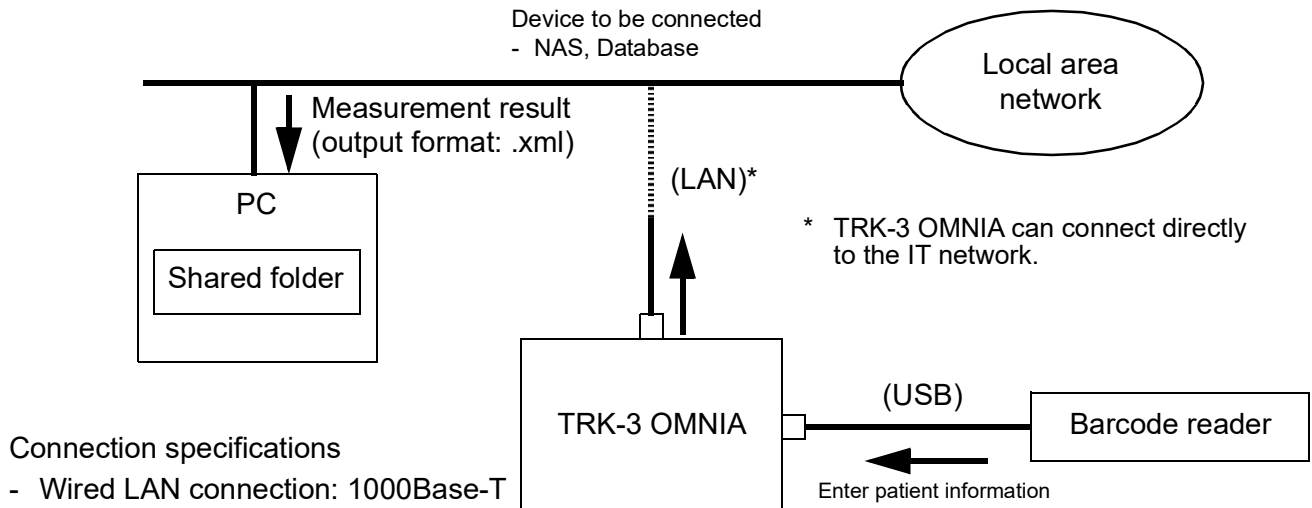 Device to be connected
- NAS, Database
Local area
network
Measurement result
(output format: .xml)
(LAN)*
PC
* TRK-3 OMNIA can connect directly
to the IT network.
Shared folder
(USB)
TRK-3 OMNIA
Barcode reader
Connection specifications
- Wired LAN connection: 1000Base-T
Enter patient information